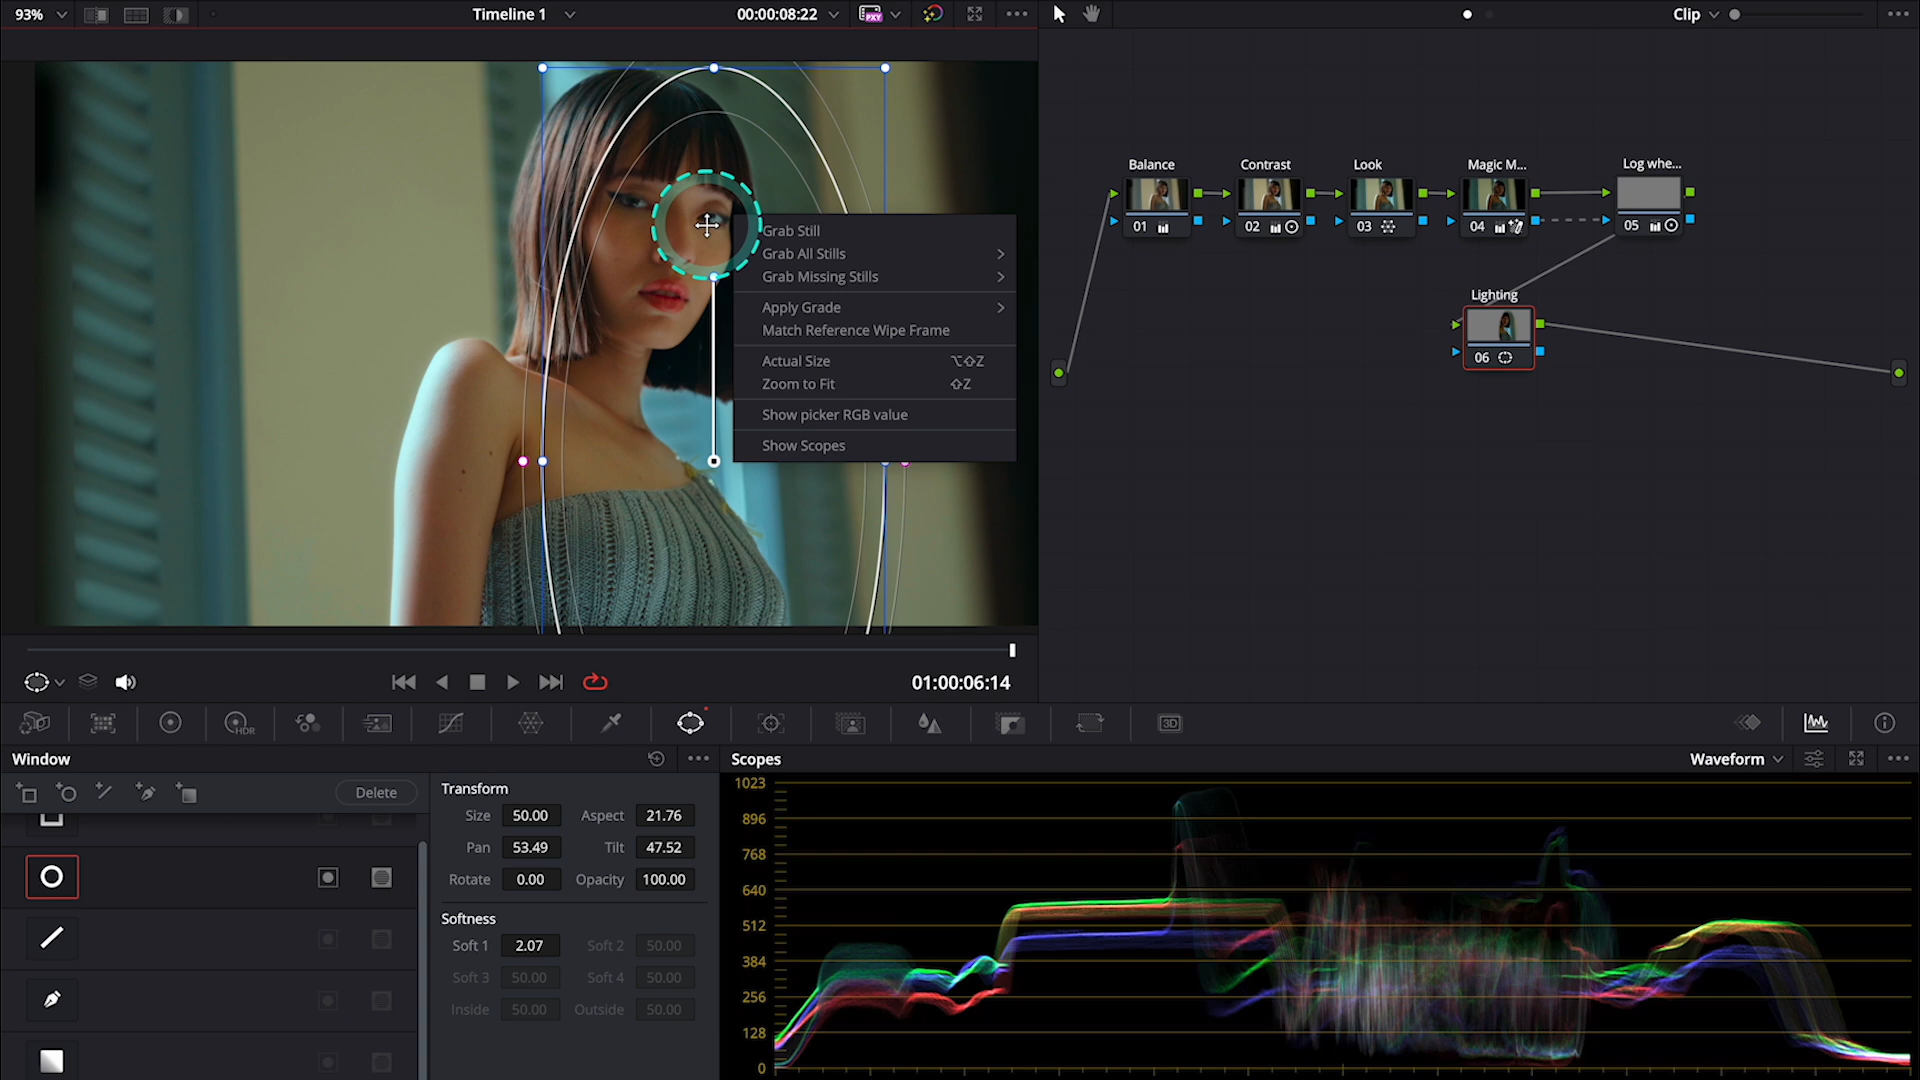 93%
Timeline 1
00:00:08:22
PXY
Clip
Balance
Contrast
Look
Magic M...
Log whe...
01
02
03
04
05
Lighting
06
Grab Still
Grab All Stills
Grab Missing Stills
Apply Grade
Match Reference Wipe Frame
Actual Size ⌥⇧Z
Zoom to Fit ⇧Z
Show picker RGB value
Show Scopes
01:00:06:14
HDR
3D
Window
Delete
Transform
Size 50.00 Aspect 21.76
Pan 53.49 Tilt 47.52
Rotate 0.00 Opacity 100.00
Softness
Soft 1 2.07 Soft 2 50.00
Soft 3 50.00 Soft 4 50.00
Inside 50.00 Outside 50.00
Scopes
Waveform
1023
896
768
640
512
384
256
128
0